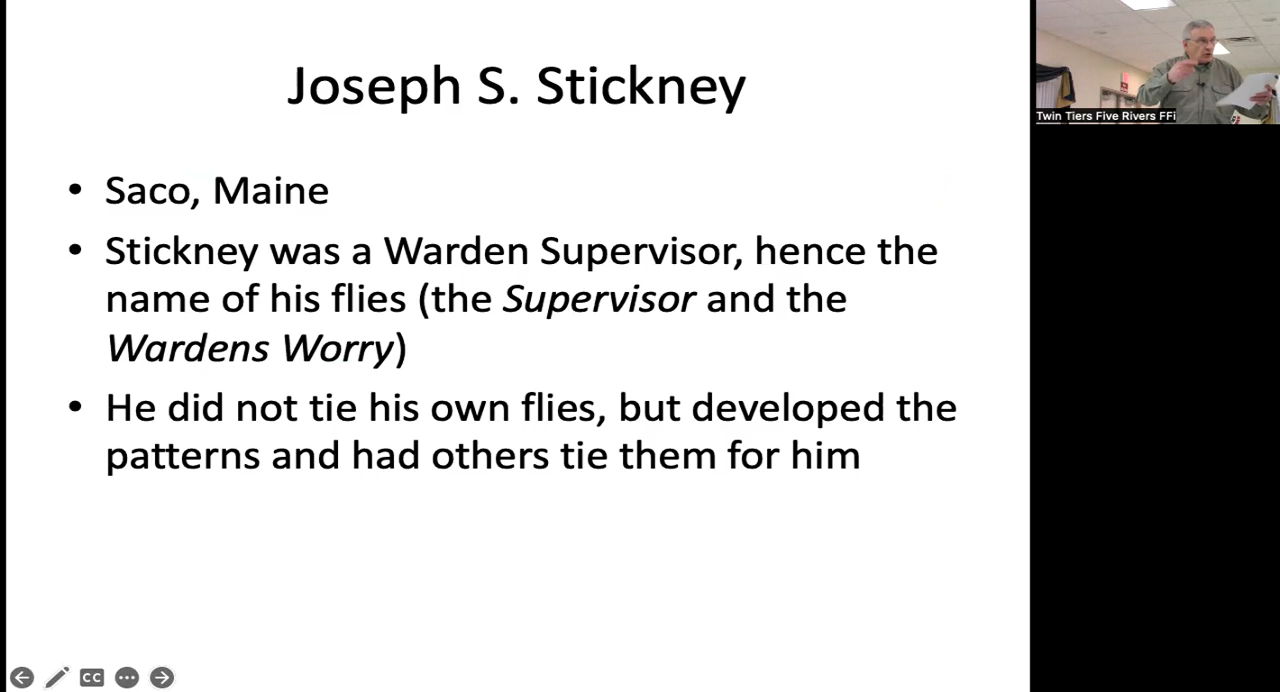 Joseph S. Stickney
Twin Tiers Five Rivers FFi
• Saco, Maine
• Stickney was a Warden Supervisor, hence the
name of his flies (the Supervisor and the
Wardens Worry)
• He did not tie his own flies, but developed the
patterns and had others tie them for him
CC